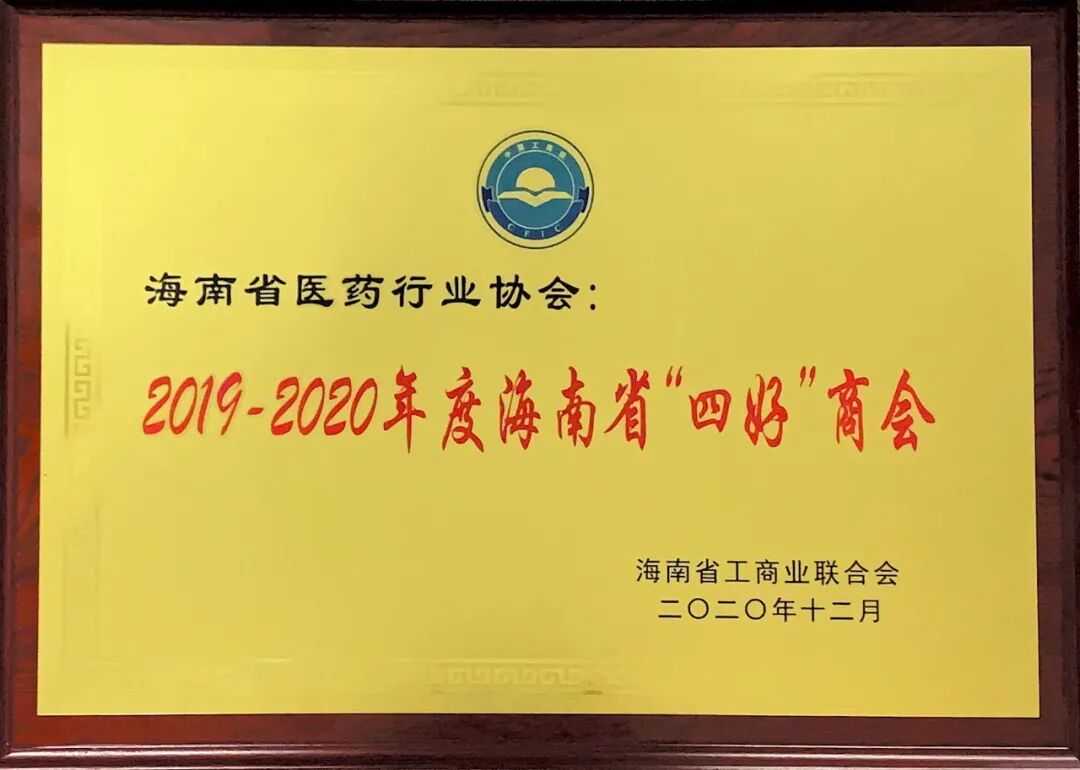 中国工商联
CFIC
海南省医药行业协会：
2019-2020年度海南省“四好”商会
海南省工商业联合会
二〇二〇年十二月